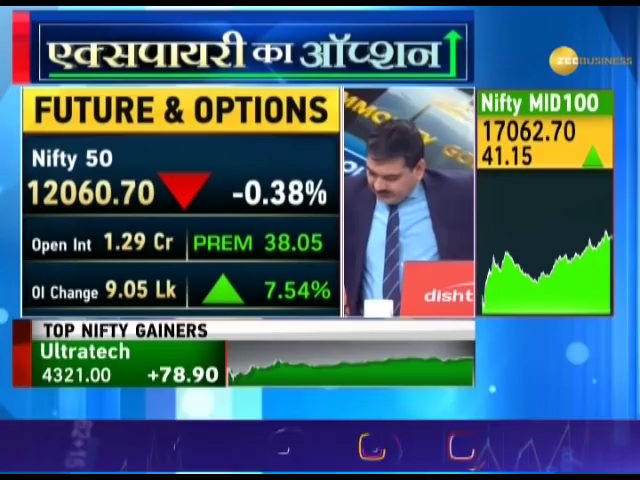 एक्सपायरी का ऑप्शन
ZEE BUSINESS
FUTURE & OPTIONS
Nifty 50
12060.70 -0.38%
Open Int 1.29 Cr PREM 38.05
OI Change 9.05 Lk 7.54%
disht
Nifty MID100
17062.70
41.15
TOP NIFTY GAINERS
Ultratech
4321.00 +78.90